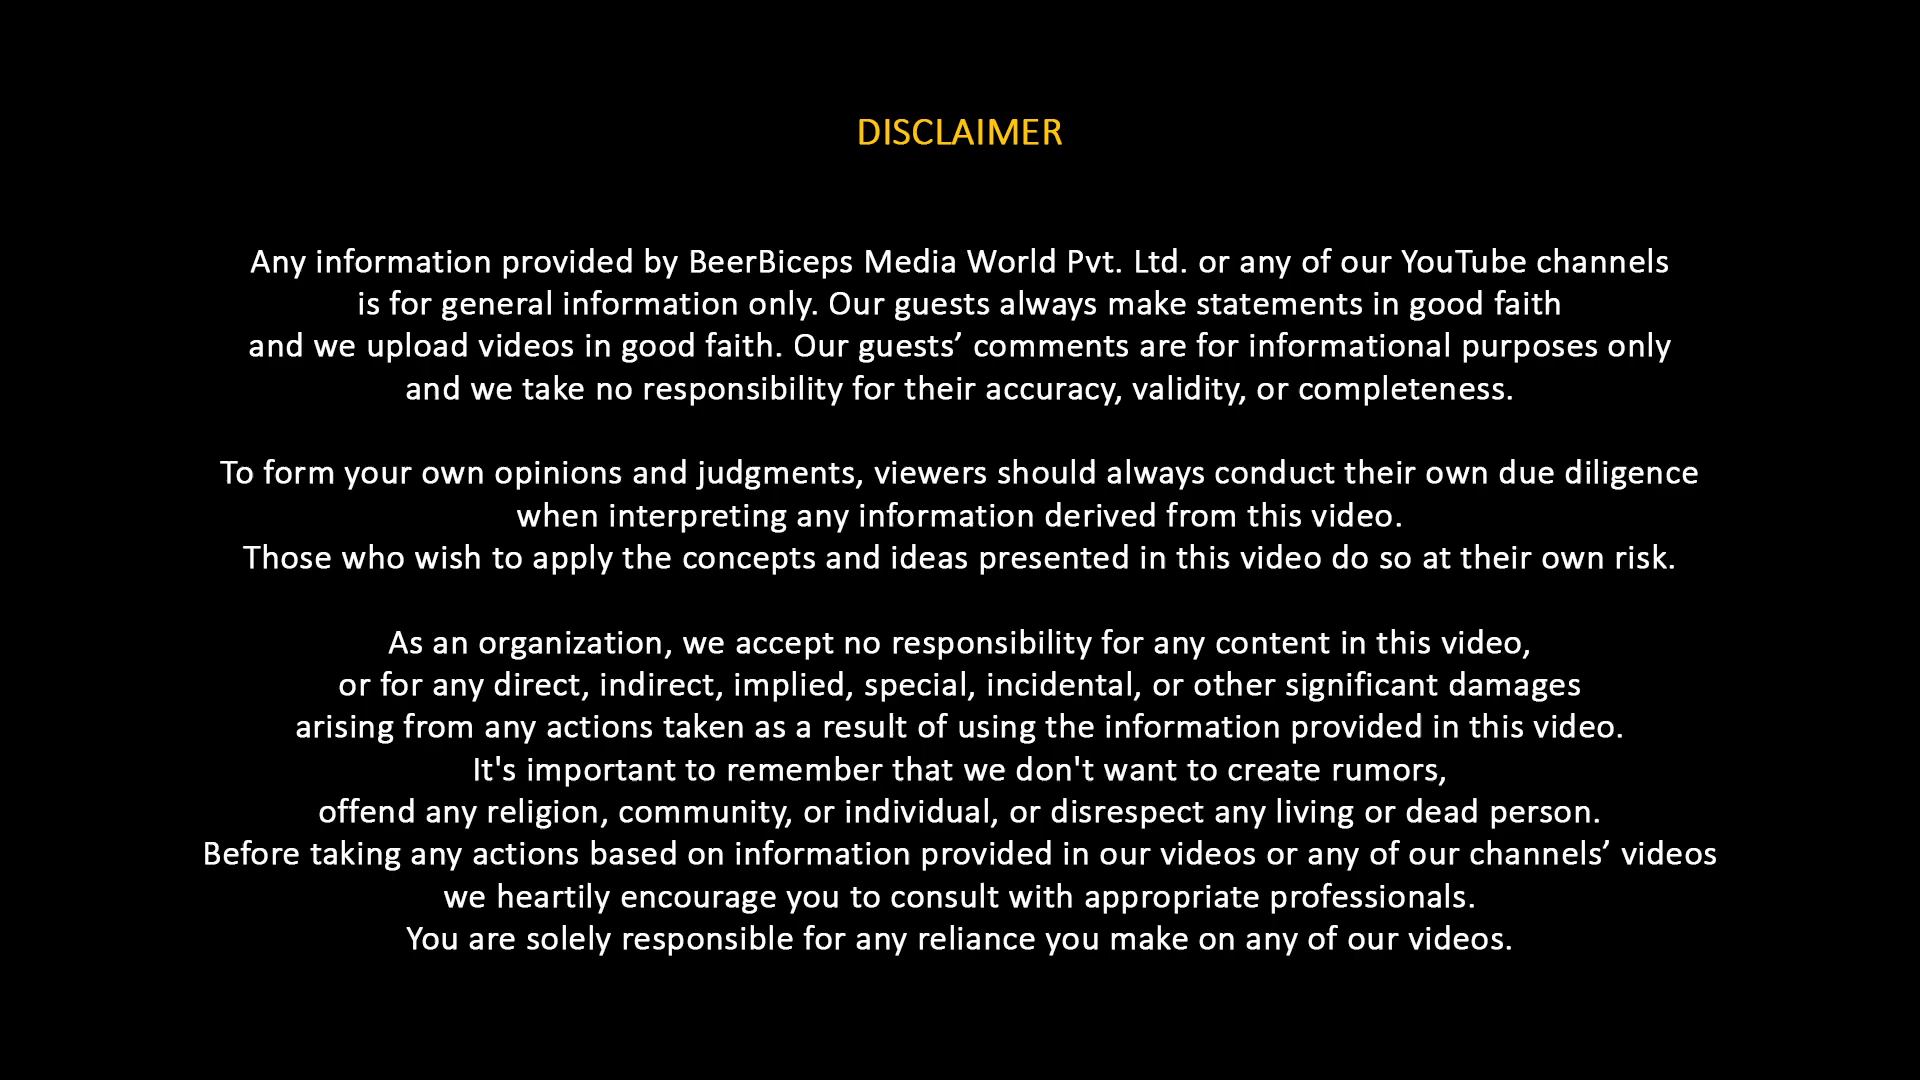 DISCLAIMER
Any information provided by BeerBiceps Media World Pvt. Ltd. or any of our YouTube channels
is for general information only. Our guests always make statements in good faith
and we upload videos in good faith. Our guests’ comments are for informational purposes only
and we take no responsibility for their accuracy, validity, or completeness.
To form your own opinions and judgments, viewers should always conduct their own due diligence
when interpreting any information derived from this video.
Those who wish to apply the concepts and ideas presented in this video do so at their own risk.
As an organization, we accept no responsibility for any content in this video,
or for any direct, indirect, implied, special, incidental, or other significant damages
arising from any actions taken as a result of using the information provided in this video.
It's important to remember that we don't want to create rumors,
offend any religion, community, or individual, or disrespect any living or dead person.
Before taking any actions based on information provided in our videos or any of our channels’ videos
we heartily encourage you to consult with appropriate professionals.
You are solely responsible for any reliance you make on any of our videos.